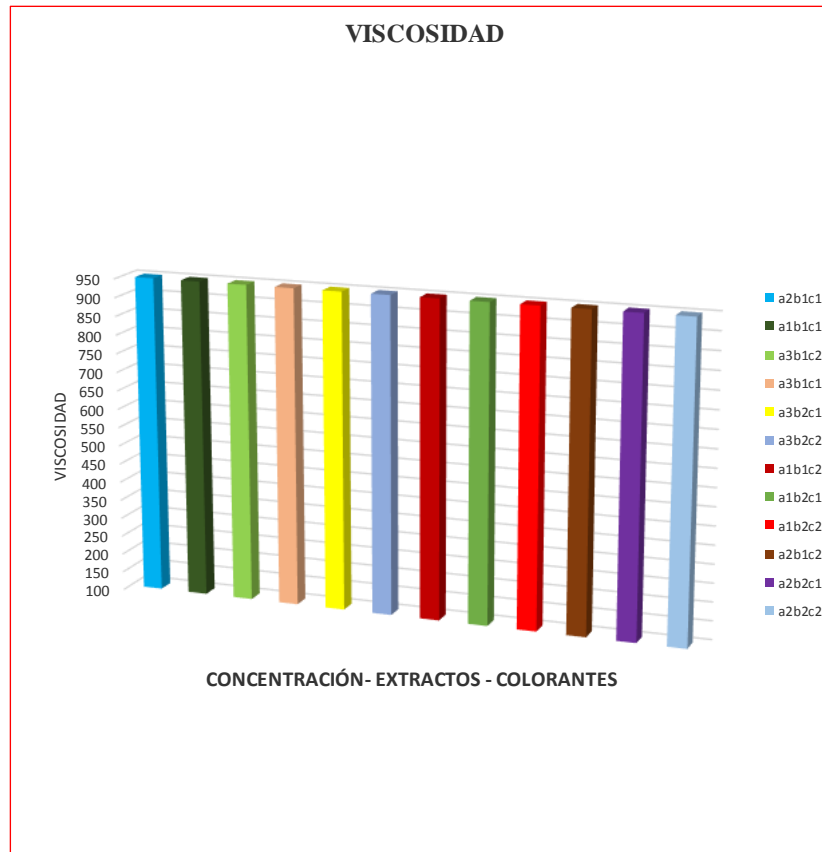 VISCOSIDAD
VISCOSIDAD
950
900
850
800
750
700
650
600
550
500
450
400
350
300
250
200
150
100
CONCENTRACIÓN- EXTRACTOS - COLORANTES
a2b1c1
a1b1c1
a3b1c2
a3b1c1
a3b2c1
a3b2c2
a1b1c2
a1b2c1
a1b2c2
a2b1c2
a2b2c1
a2b2c2